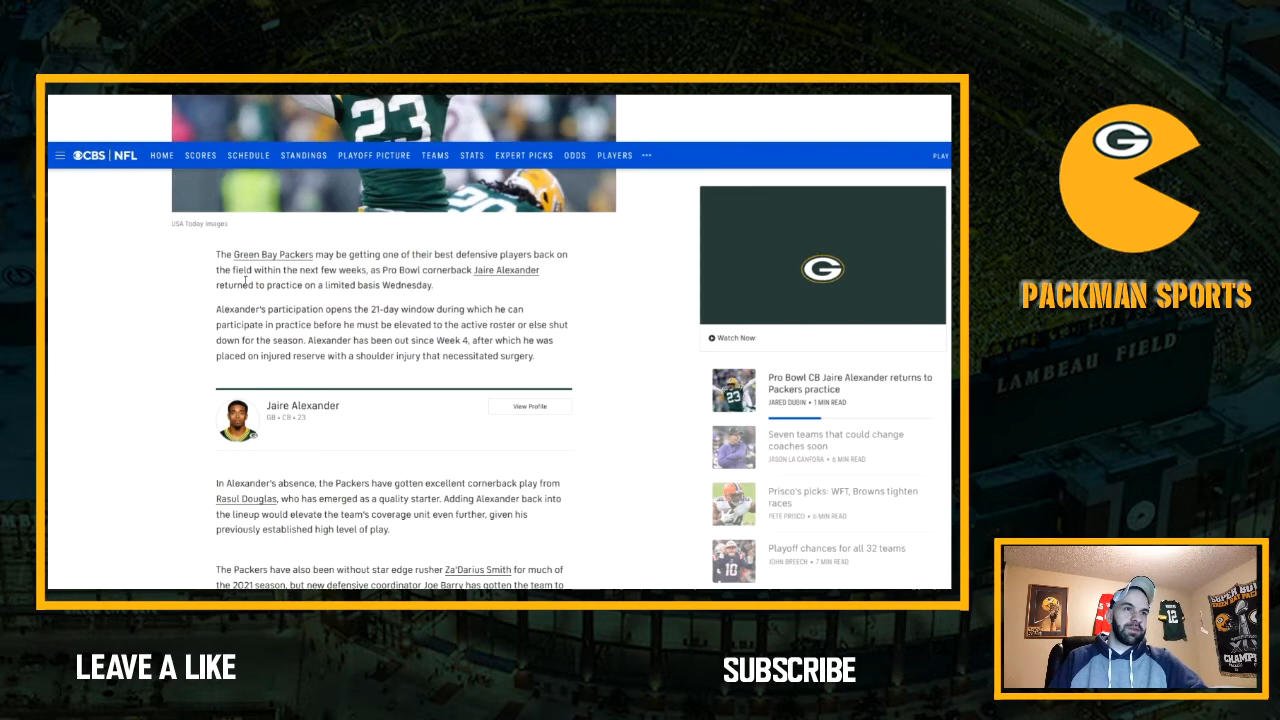 23
CBS | NFL HOME SCORES SCHEDULE STANDINGS PLAYOFF PICTURE TEAMS STATS EXPERT PICKS ODDS PLAYERS ••• PLAY
USA Today Images
The Green Bay Packers may be getting one of their best defensive players back on
the field within the next few weeks, as Pro Bowl cornerback Jaire Alexander
returned to practice on a limited basis Wednesday.
Alexander's participation opens the 21-day window during which he can
participate in practice before he must be elevated to the active roster or else shut
down for the season. Alexander has been out since Week 4, after which he was
placed on injured reserve with a shoulder injury that necessitated surgery.
Jaire Alexander
GB • CB • 23
View Profile
In Alexander's absence, the Packers have gotten excellent cornerback play from
Rasul Douglas, who has emerged as a quality starter. Adding Alexander back into
the lineup would elevate the team's coverage unit even further, given his
previously established high level of play.
The Packers have also been without star edge rusher Za'Darius Smith for much of
the 2021 season, but new defensive coordinator Joe Barry has gotten the team to
G
Watch Now:
23
Pro Bowl CB Jaire Alexander returns to
Packers practice
JARED DUBIN • 1 MIN READ
Seven teams that could change
coaches soon
JASON LA CANFORA • 6 MIN READ
Prisco's picks: WFT, Browns tighten
races
PETE PRISCO • 6 MIN READ
10
Playoff chances for all 32 teams
JOHN BREECH • 7 MIN READ
G
PACKMAN SPORTS
LAMBEAU FIELD
12
SUPER BOWL
GREEN BAY PACKERS
LEAVE A LIKE
SUBSCRIBE